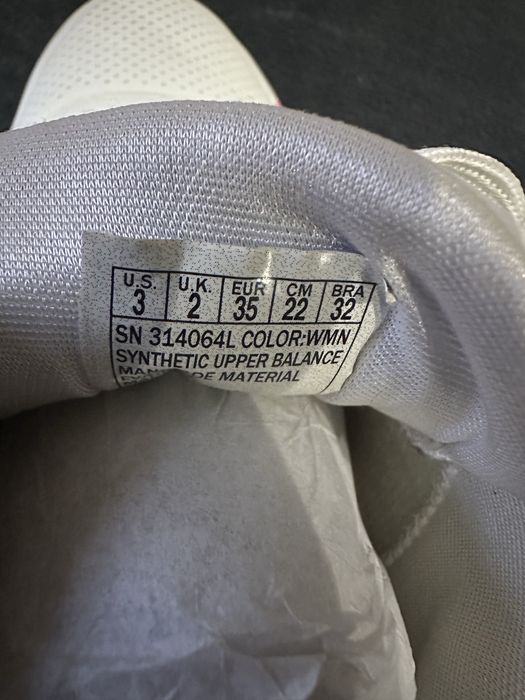 U.S. U.K. EUR CM BRA
3 2 35 22 32
SN 314064L COLOR:WMN
SYNTHETIC UPPER BALANCE
MATERIAL